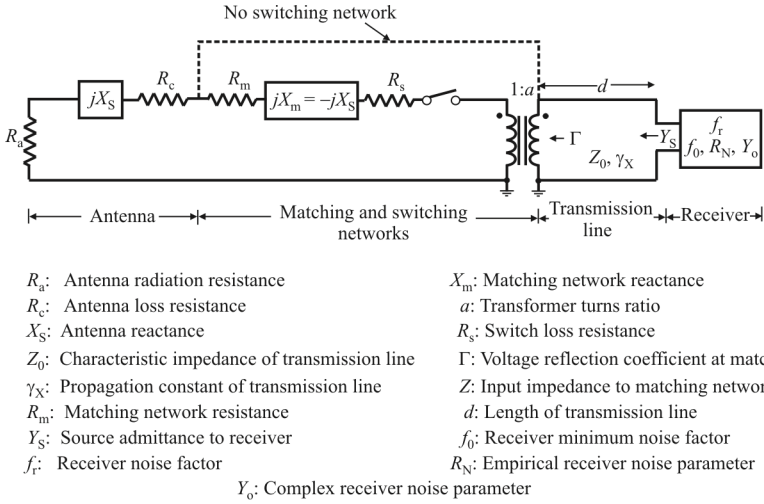 No switching network
R_c
R_m
R_s
jX_S
jX_m = –jX_S
1:a
d
R_a
Γ
Y_S
f_r
f_0, R_N, Y_o
Z_0, γ_X
Antenna
Matching and switching
networks
Transmission
line
Receiver
R_a: Antenna radiation resistance
X_m: Matching network reactance
R_c: Antenna loss resistance
a: Transformer turns ratio
X_S: Antenna reactance
R_s: Switch loss resistance
Z_0: Characteristic impedance of transmission line
Γ: Voltage reflection coefficient at
γ_X: Propagation constant of transmission line
Z: Input impedance to matching
R_m: Matching network resistance
d: Length of transmission line
Y_S: Source admittance to receiver
f_0: Receiver minimum noise factor
f_r: Receiver noise factor
R_N: Empirical receiver noise parameter
Y_o: Complex receiver noise parameter